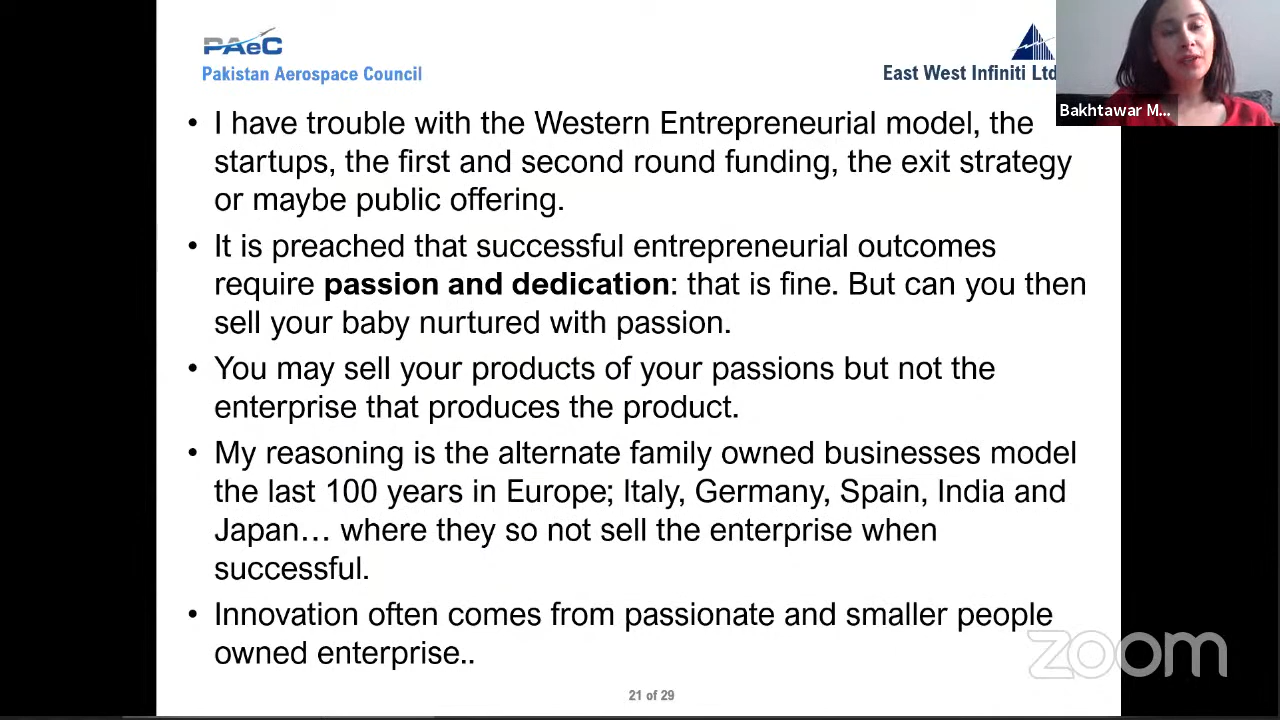 PAeC
Pakistan Aerospace Council
East West Infiniti Ltd
Bakhtawar M...
• I have trouble with the Western Entrepreneurial model, the
startups, the first and second round funding, the exit strategy
or maybe public offering.
• It is preached that successful entrepreneurial outcomes
require passion and dedication: that is fine. But can you then
sell your baby nurtured with passion.
• You may sell your products of your passions but not the
enterprise that produces the product.
• My reasoning is the alternate family owned businesses model
the last 100 years in Europe; Italy, Germany, Spain, India and
Japan… where they so not sell the enterprise when
successful.
• Innovation often comes from passionate and smaller people
owned enterprise..
zoom
21 of 29